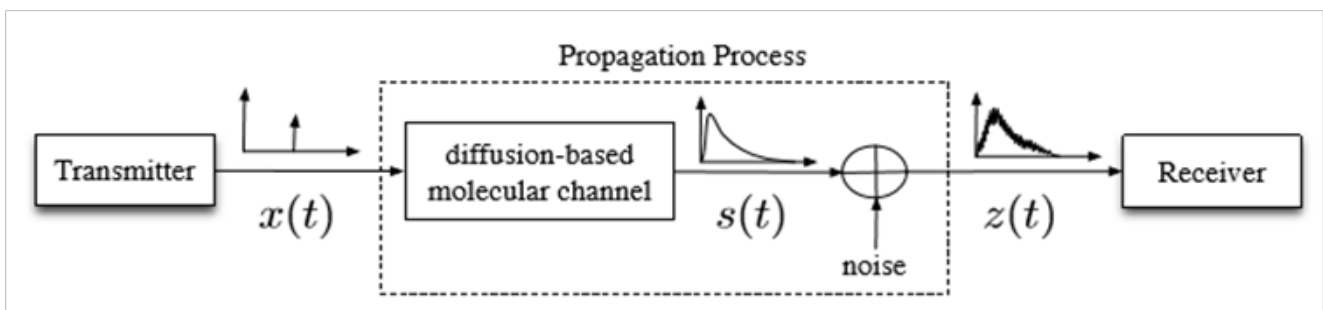 Propagation Process
Transmitter
x(t)
diffusion-based
molecular channel
s(t)
noise
z(t)
Receiver